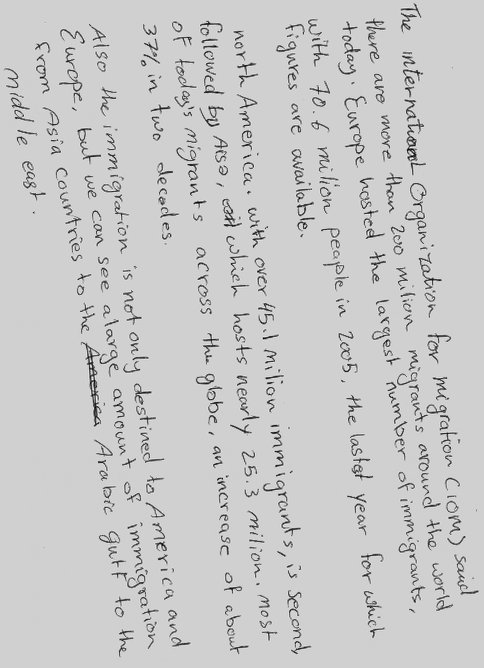 The international Organization for migration (IOM) said
there are more than 200 milion migrants around the world
today. Europe hosted the largest number of immigrants,
with 70.6 milion people in 2005, the lastest year for which
figures are available.
north America. with over 45.1 milion immigrants, is second,
followed by Aisa, which hosts nearly 25.3 milion. most
of today's migrants across the globe, an increase of about
37% in two decades.
Also the immigration is not only destined to America and
Europe, but we can see a large amount of immigration
from Asia countries to the Arabic gulf to the
middle east.